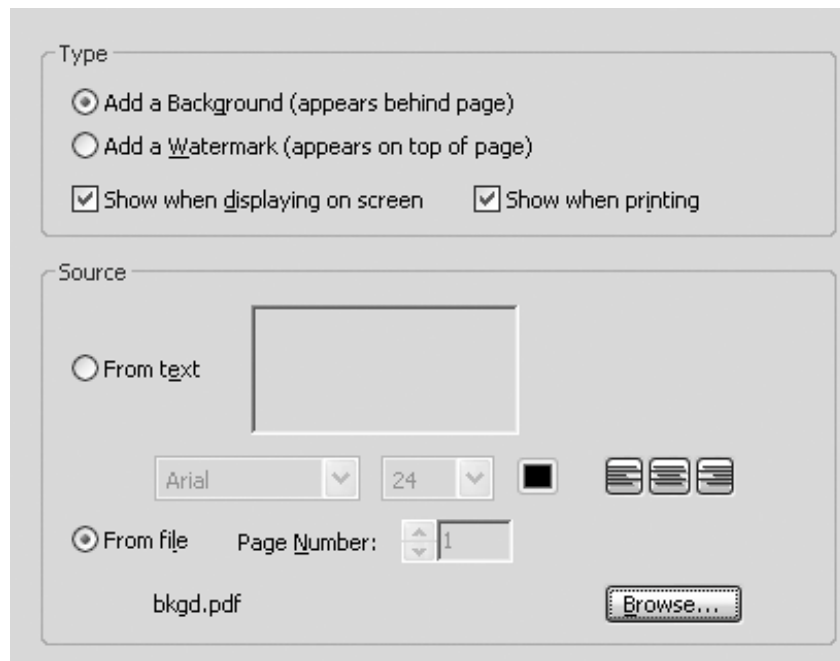 Type
Add a Background (appears behind page)
Add a Watermark (appears on top of page)
Show when displaying on screen Show when printing
Source
From text
Arial 24
From file Page Number: 1
bkgd.pdf Browse...